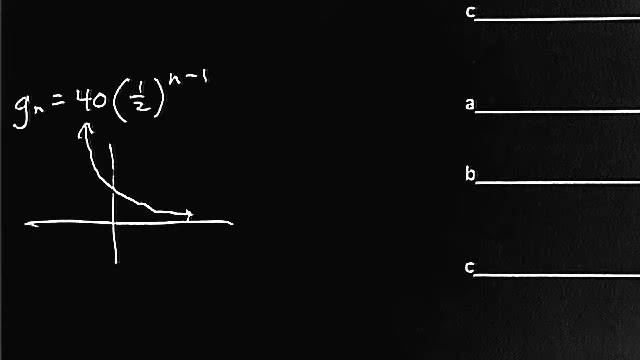 c
gₙ = 40(1/2)ⁿ⁻¹
a
b
c